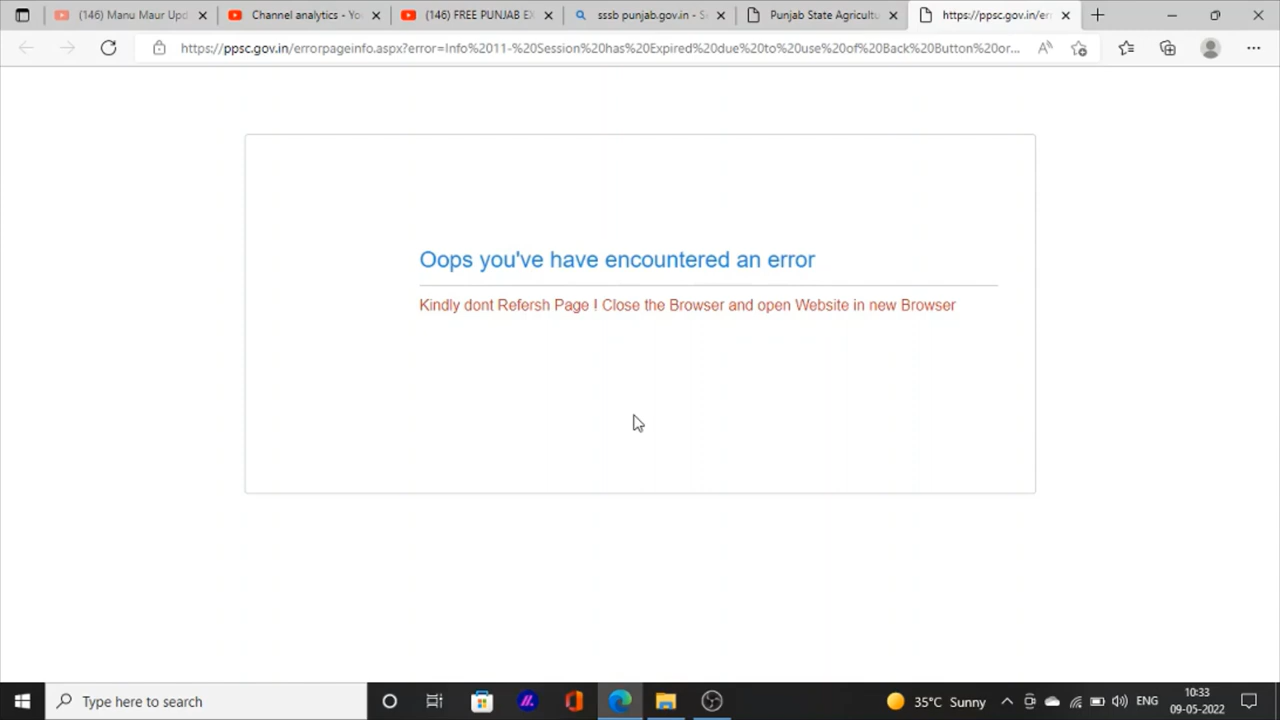 (146) Manu Maur Upd
Channel analytics - Yo
(146) FREE PUNJAB E
sssb punjab.gov.in - S
Punjab State Agricultu
https://ppsc.gov.in/er
https://ppsc.gov.in/errorpageinfo.aspx?error=Info%2011-%20Session%20has%20Expired%20due%20to%20use%20of%20Back%20Button%20or...
Oops you've have encountered an error
Kindly dont Refersh Page ! Close the Browser and open Website in new Browser
Type here to search
35°C Sunny
ENG
10:33
09-05-2022